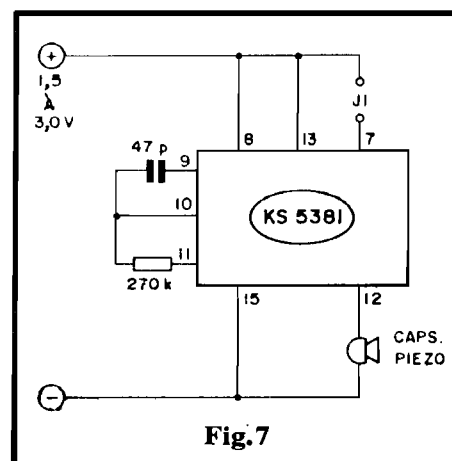 +
1,5
À
3,0 V
J1
8
13
7
47 p
9
10
KS 5381
11
270 k
15
12
CAPS.
PIEZO
−
Fig.7